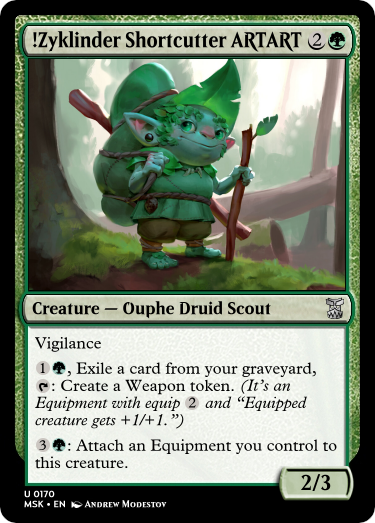 !Zyklinder Shortcutter ARTART 2
Creature — Ouphe Druid Scout
Vigilance
1, Exile a card from your graveyard,
: Create a Weapon token. (It's an
Equipment with equip 2 and “Equipped
creature gets +1/+1.”)
3: Attach an Equipment you control to
this creature.
2/3
U 0170
MSK • EN Andrew Modestov